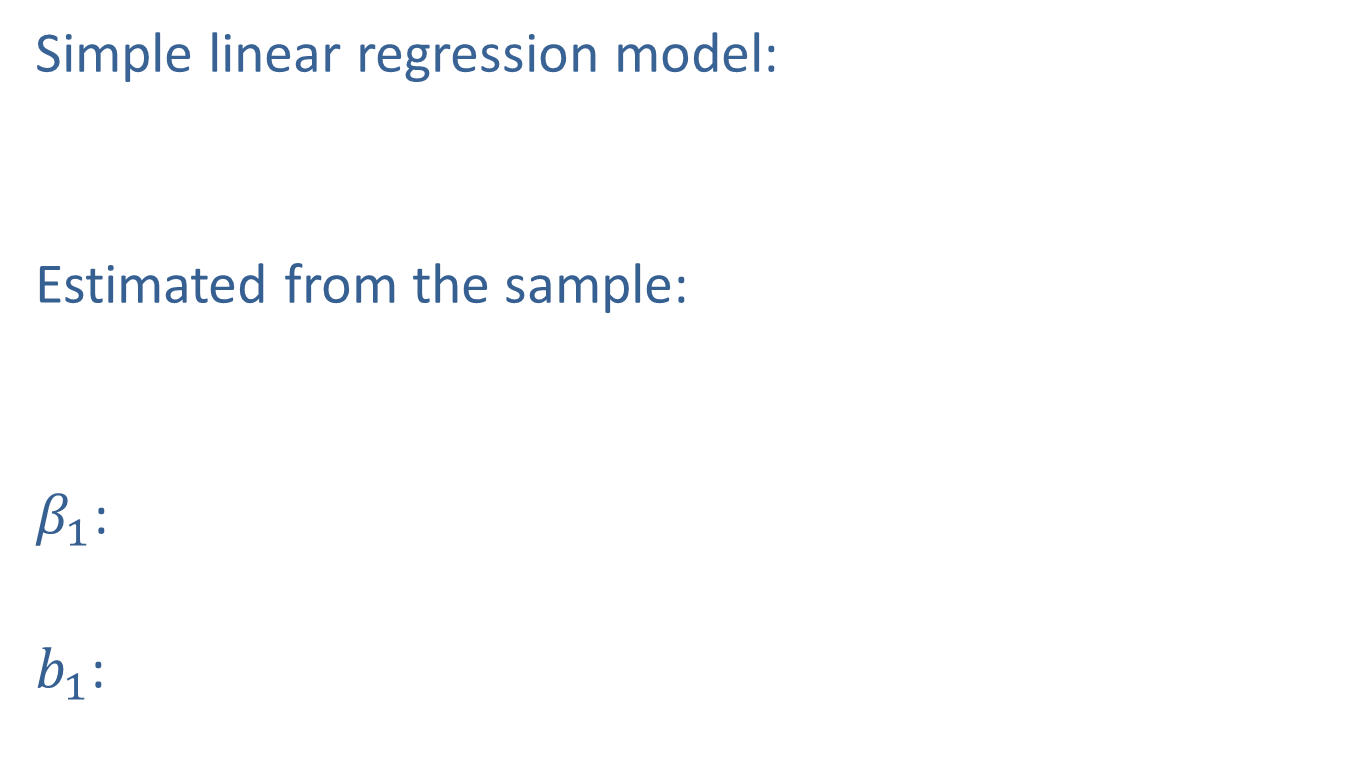 Simple linear regression model:
Estimated from the sample:
β₁:
b₁: